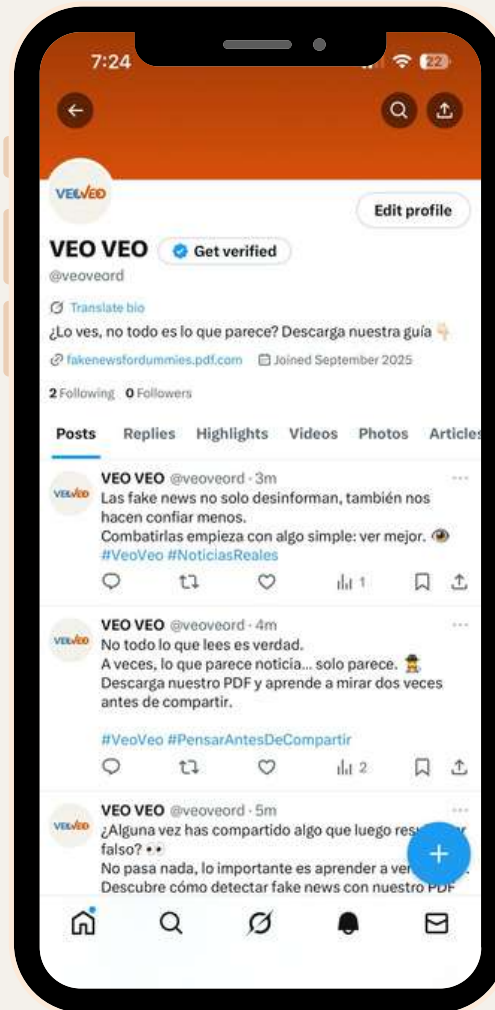 7:24
22
VEOVEO
Edit profile
VEO VEO Get verified
@veoveord
Translate bio
¿Lo ves, no todo es lo que parece? Descarga nuestra guía
fakenewsfordummies.pdf.com Joined September 2025
2 Following 0 Followers
Posts Replies Highlights Videos Photos Articles
VEOVEO
VEO VEO @veoveord · 3m
Las fake news no solo desinforman, también nos
hacen confiar menos.
Combatirlas empieza con algo simple: ver mejor.
#VeoVeo #NoticiasReales
1
VEOVEO
VEO VEO @veoveord · 4m
No todo lo que lees es verdad.
A veces, lo que parece noticia... solo parece.
Descarga nuestro PDF y aprende a mirar dos veces
antes de compartir.
#VeoVeo #PensarAntesDeCompartir
2
VEOVEO
VEO VEO @veoveord · 5m
¿Alguna vez has compartido algo que luego
falso?
No pasa nada, lo importante es aprender a
Descubre cómo detectar fake news con nuestro PDF